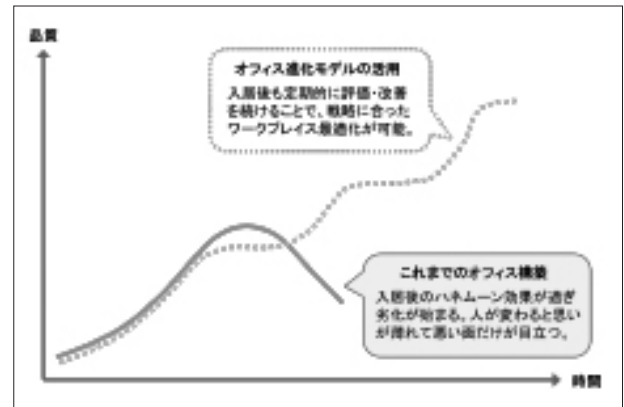 品質
オフィス進化モデルの活用
入居後も定期的に評価・改善
を続けることで、戦略に合った
ワークプレイス最適化が可能。
これまでのオフィス構築
入居後のハネムーン効果が過ぎ
劣化が始まる。人が変わると思い
が薄れて悪い面だけが目立つ。
時間